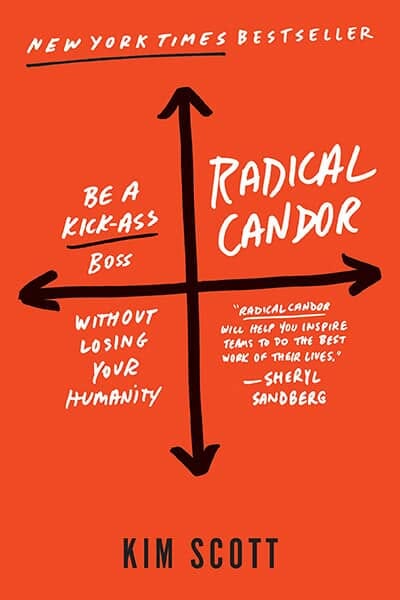 NEW YORK TIMES BESTSELLER
RADICAL
CANDOR
BE A
KICK-ASS
BOSS
WITHOUT
LOSING
YOUR
HUMANITY
"RADICAL CANDOR
WILL HELP YOU INSPIRE
TEAMS TO DO THE BEST
WORK OF THEIR LIVES."
—SHERYL
SANDBERG
KIM SCOTT